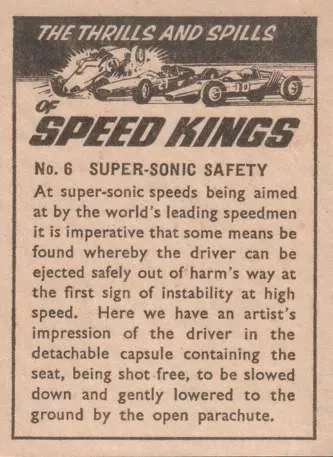 THE THRILLS AND SPILLS
OF
SPEED KINGS
No. 6 SUPER-SONIC SAFETY
At super-sonic speeds being aimed
at by the world's leading speedmen
it is imperative that some means be
found whereby the driver can be
ejected safely out of harm's way at
the first sign of instability at high
speed. Here we have an artist's
impression of the driver in the
detachable capsule containing the
seat, being shot free, to be slowed
down and gently lowered to the
ground by the open parachute.